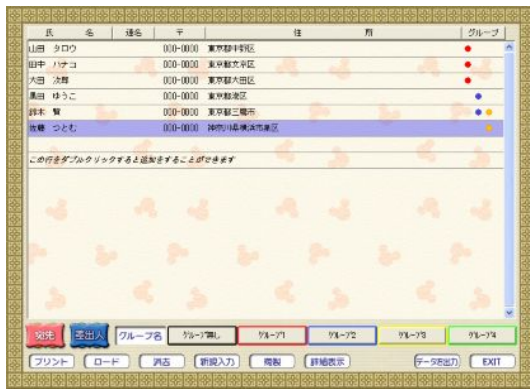 氏 名 連名 〒 住 所 グループ
山田 タロウ 000-0000 東京都中野区
田中 ハナコ 000-0000 東京都文京区
大田 次郎 000-0000 東京都大田区
黒田 ゆうこ 000-0000 東京都港区
鈴木 賢 000-0000 東京都三鷹市
佐藤 つとむ 000-0000 神奈川県横浜市泉区
この行をダブルクリックすると追加をすることができます
宛先 差出人 グループ名 グループ無し グループ1 グループ2 グループ3 グループ4
プリント ロード 消去 新規入力 複製 詳細表示 データを出力 EXIT